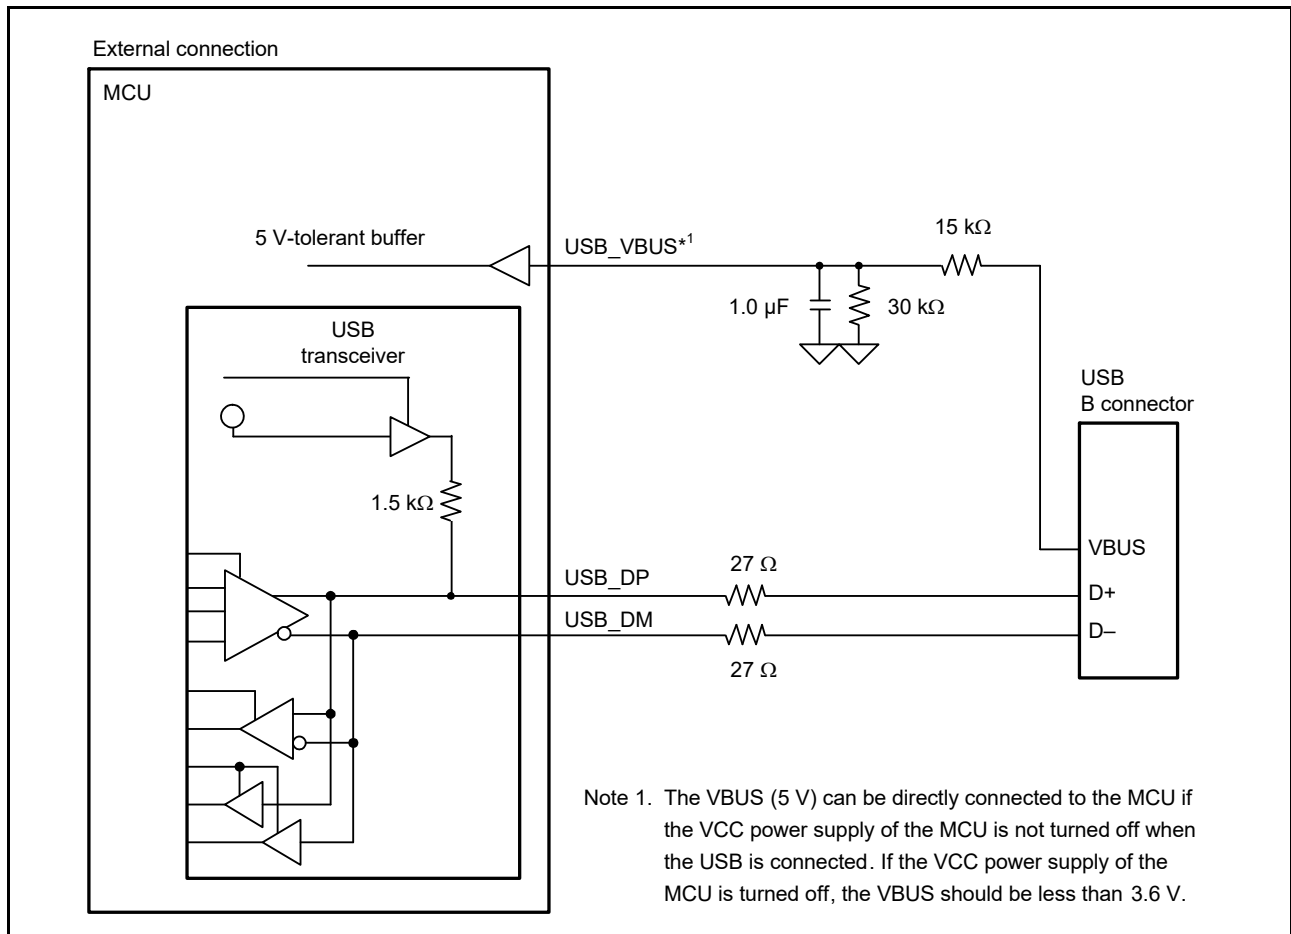 External connection
MCU
5 V-tolerant buffer
USB_VBUS*1
15 kΩ
1.0 µF
30 kΩ
USB
transceiver
USB
B connector
1.5 kΩ
VBUS
27 Ω
USB_DP
D+
USB_DM
D–
27 Ω
Note 1. The VBUS (5 V) can be directly connected to the MCU if
the VCC power supply of the MCU is not turned off when
the USB is connected. If the VCC power supply of the
MCU is turned off, the VBUS should be less than 3.6 V.